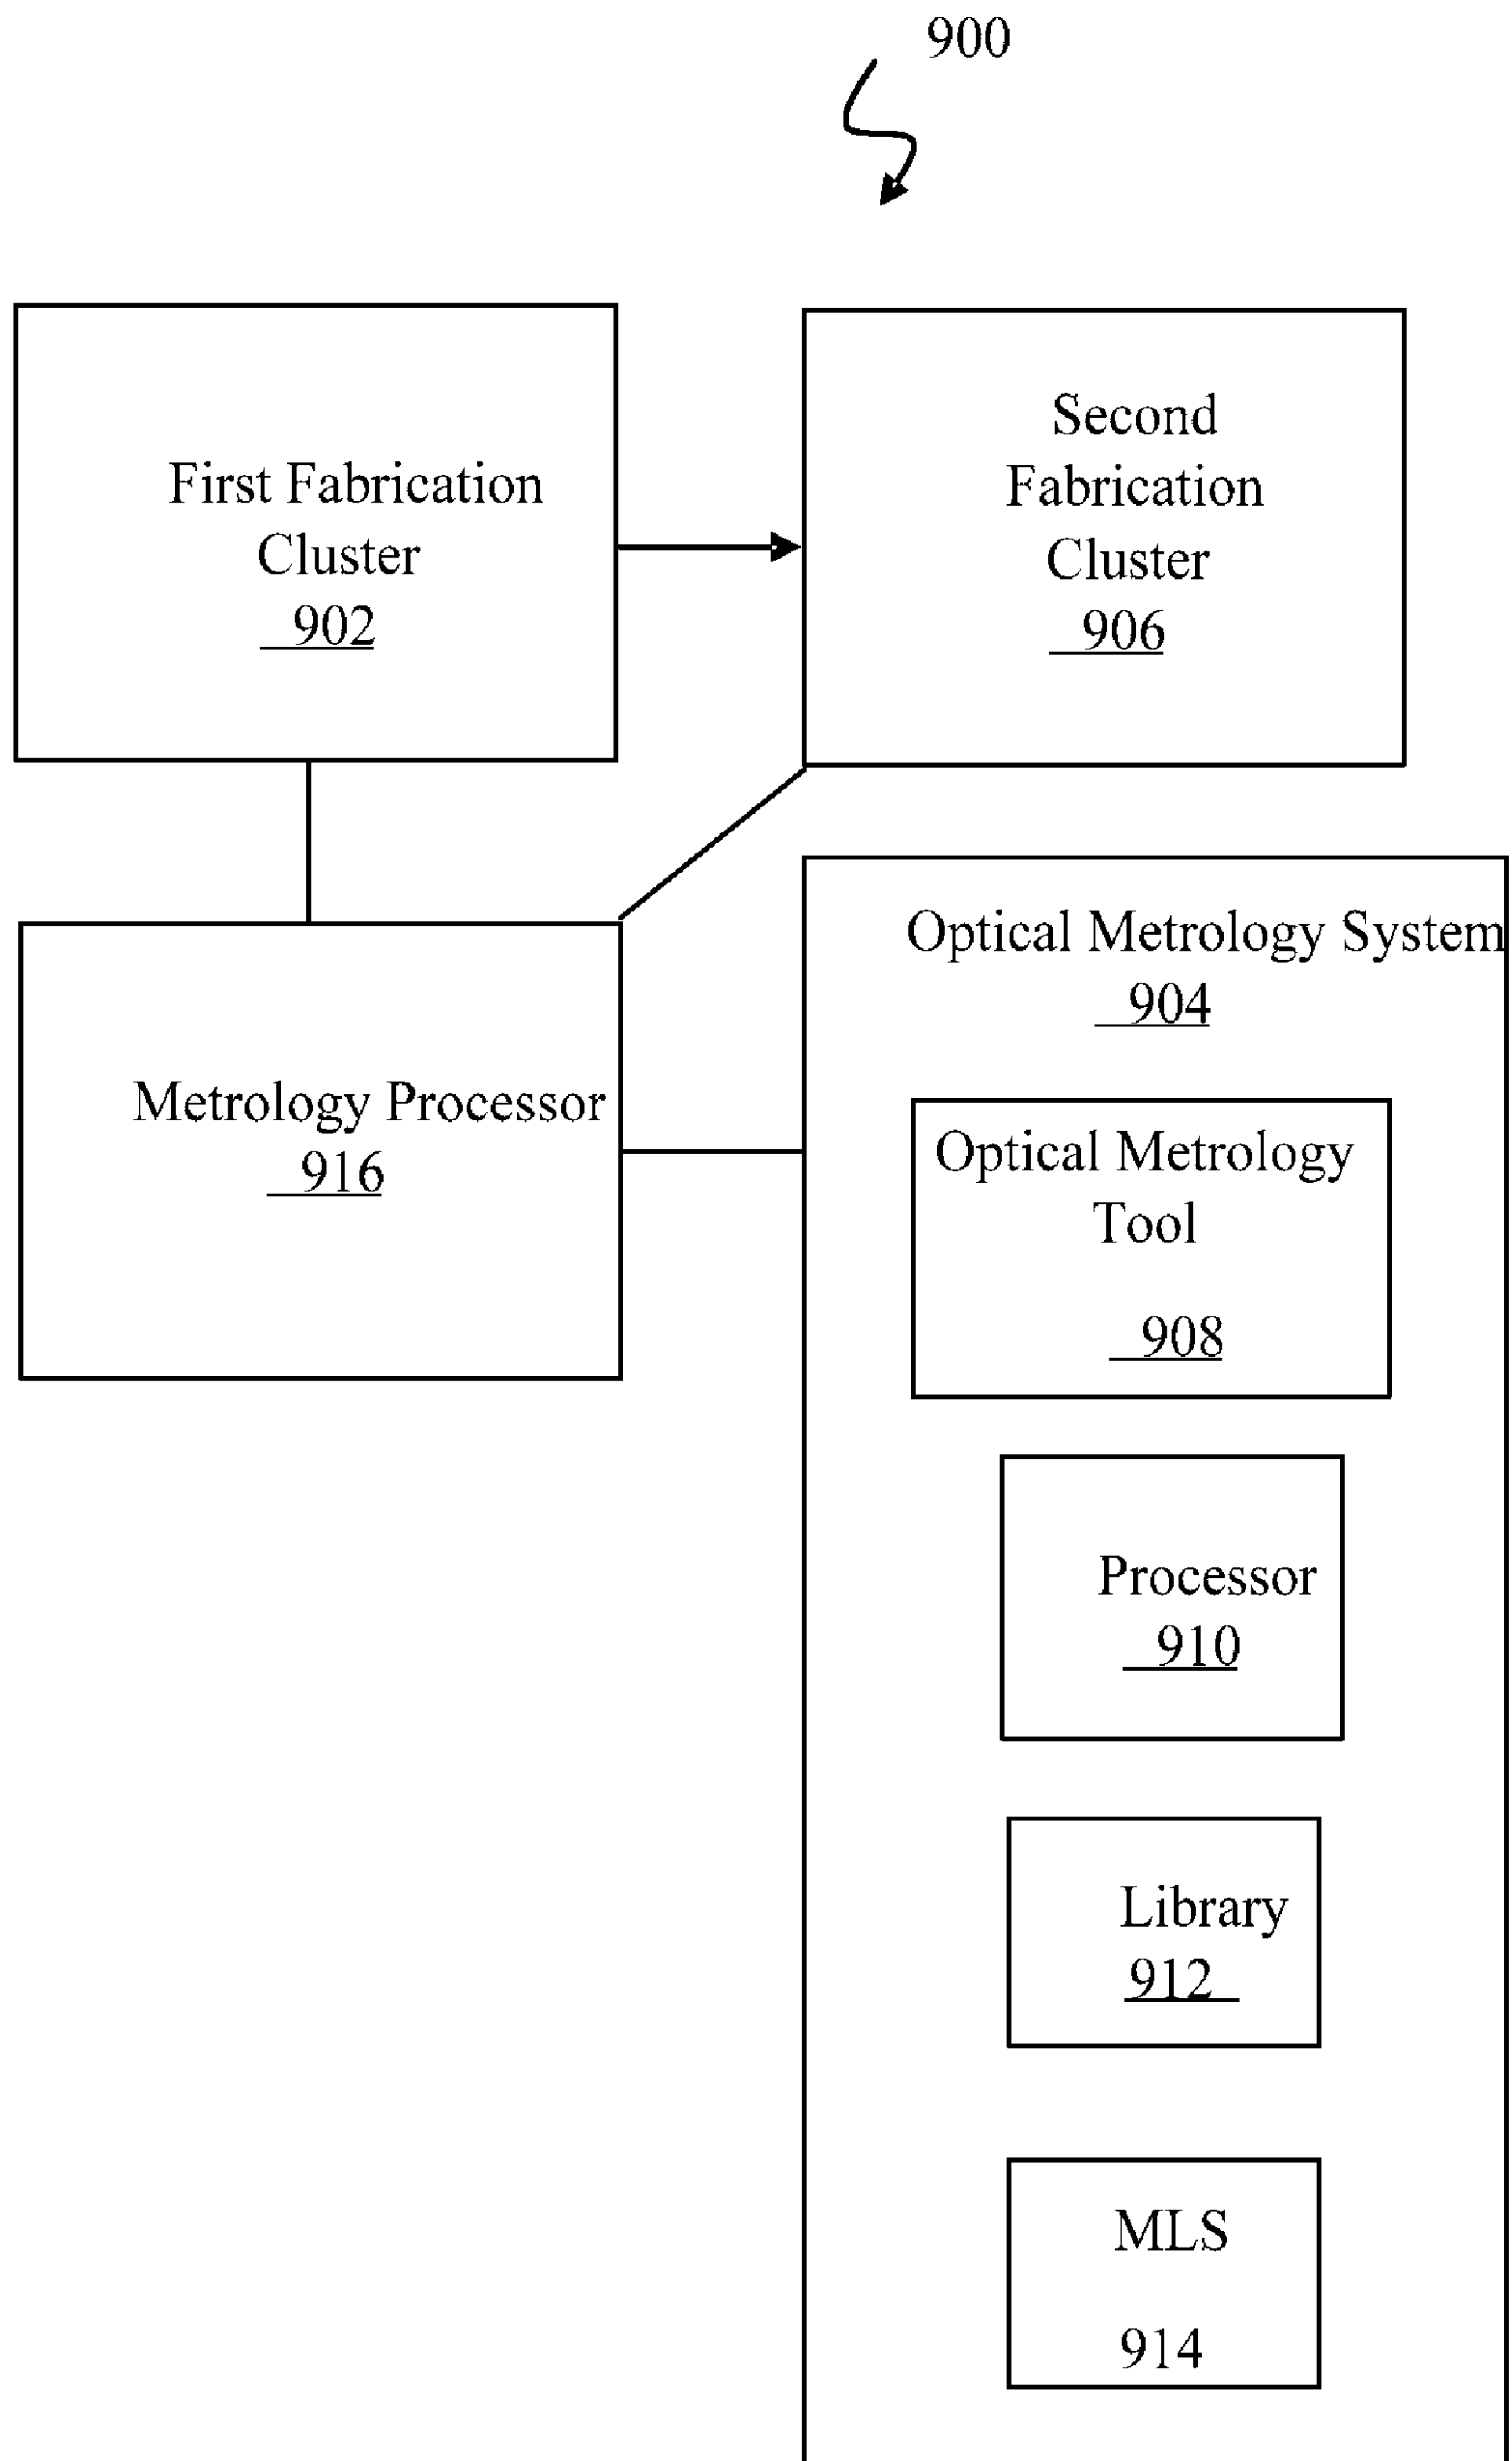 900
First Fabrication
Cluster
902
Second
Fabrication
Cluster
906
Metrology Processor
916
Optical Metrology System
904
Optical Metrology
Tool
908
Processor
910
Library
912
MLS
914